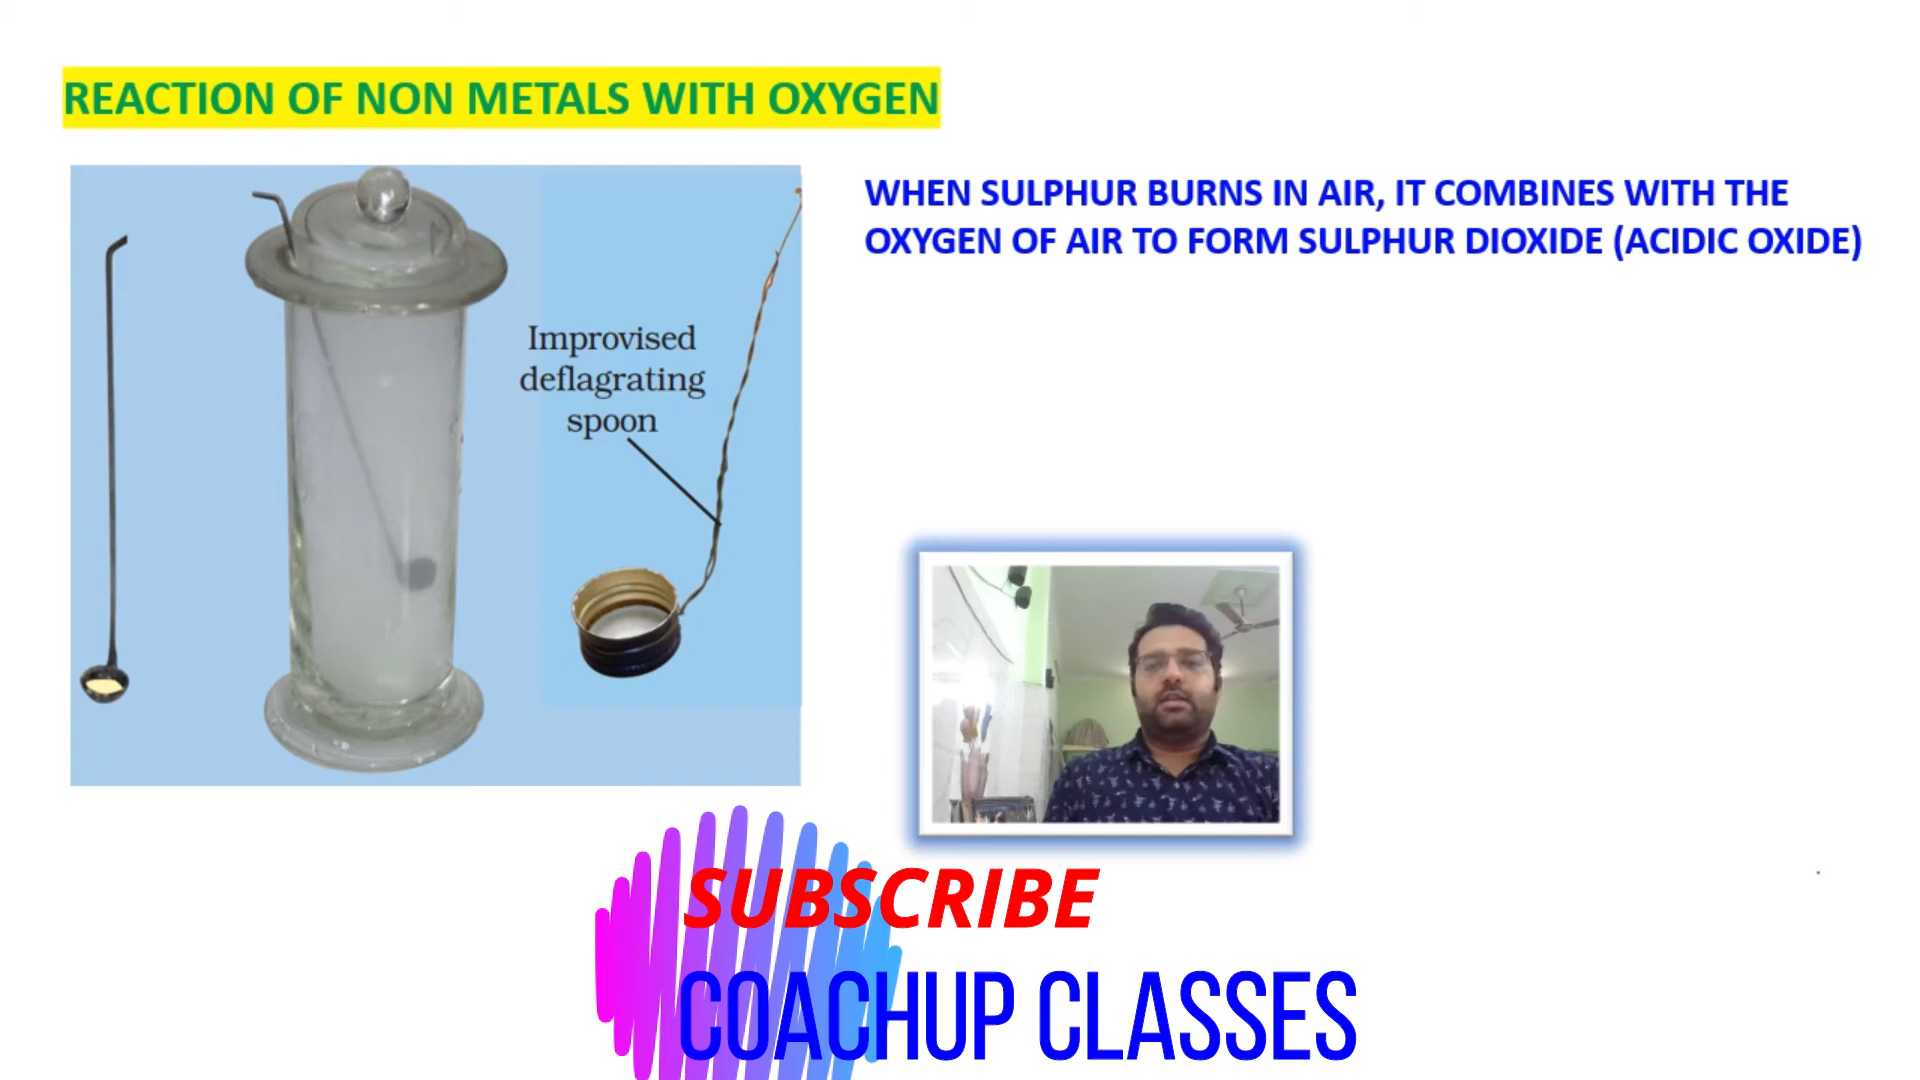 REACTION OF NON METALS WITH OXYGEN
WHEN SULPHUR BURNS IN AIR, IT COMBINES WITH THE
OXYGEN OF AIR TO FORM SULPHUR DIOXIDE (ACIDIC OXIDE)
Improvised
deflagrating
spoon
SUBSCRIBE
COACHUP CLASSES